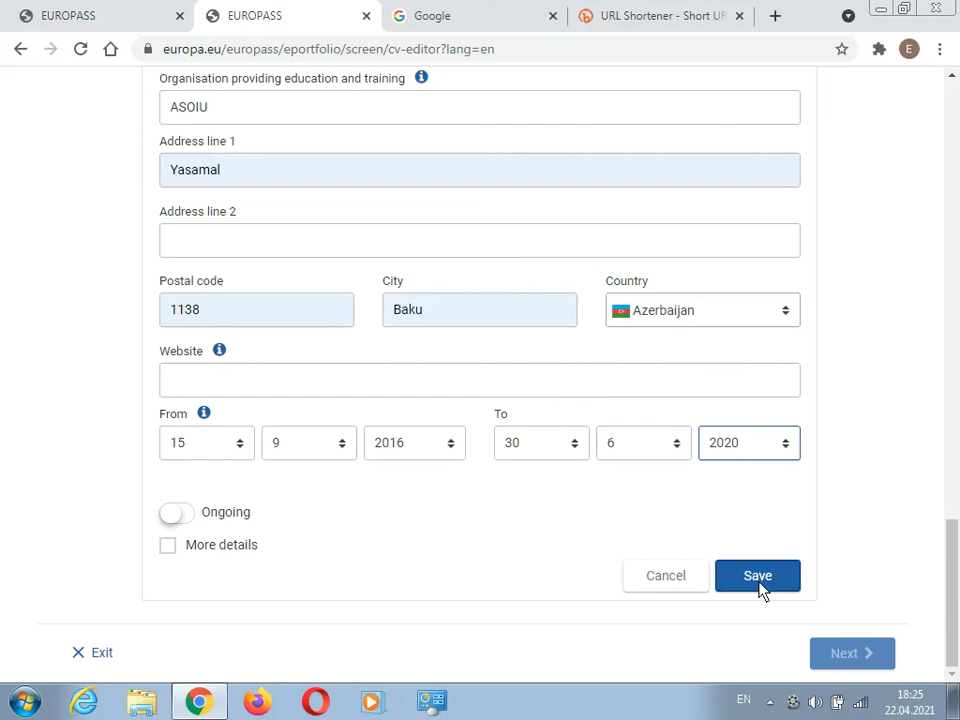 EUROPASS
EUROPASS
Google
URL Shortener - Short UR
europa.eu/europass/eportfolio/screen/cv-editor?lang=en
E
Organisation providing education and training
ASOIU
Address line 1
Yasamal
Address line 2
Postal code
City
Country
1138
Baku
Azerbaijan
Website
From
To
15
9
2016
30
6
2020
Ongoing
More details
Cancel
Save
Exit
Next
EN
18:25
22.04.2021